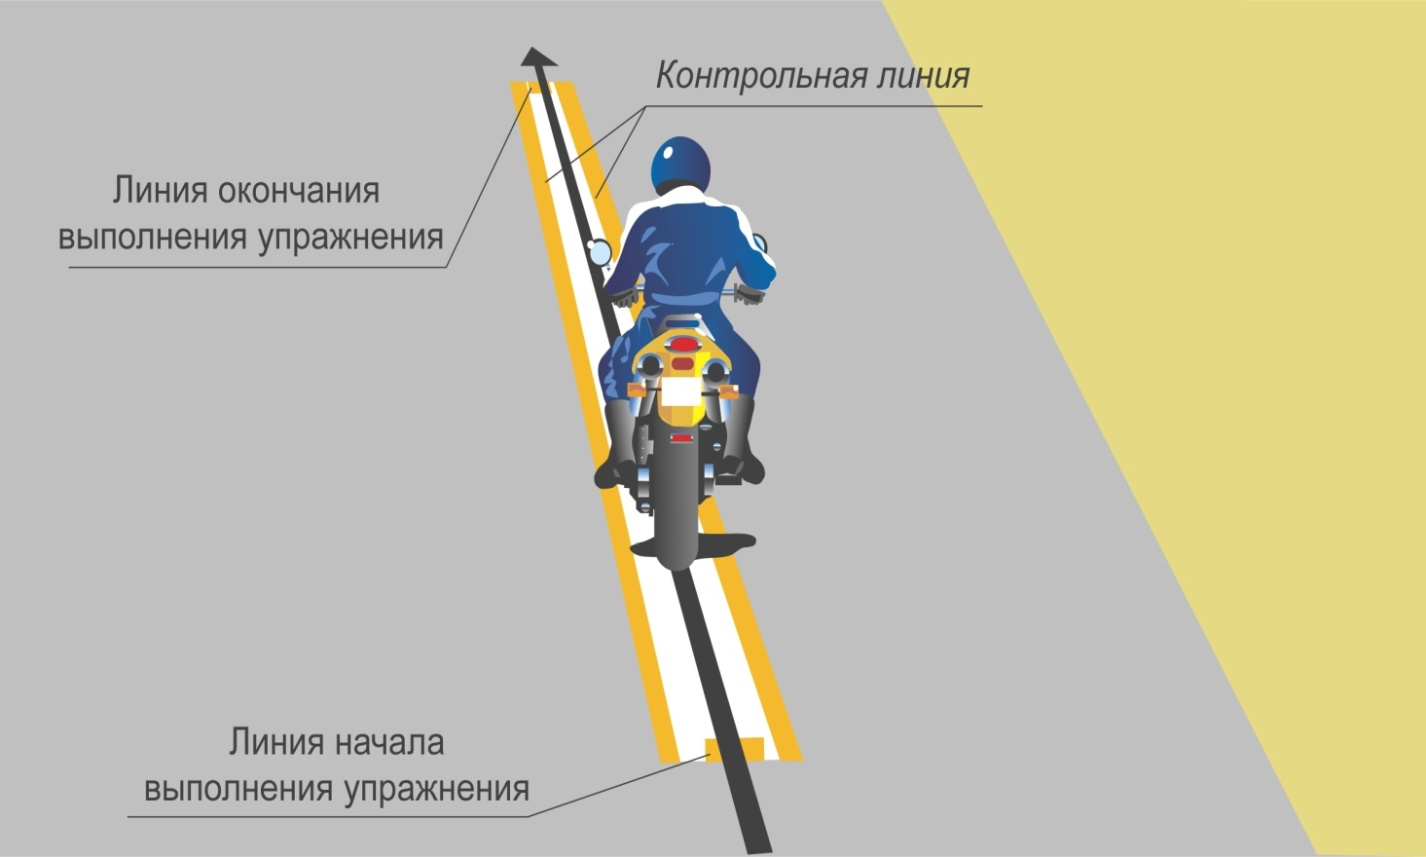 Контрольная линия
Линия окончания
выполнения упражнения
Линия начала
выполнения упражнения